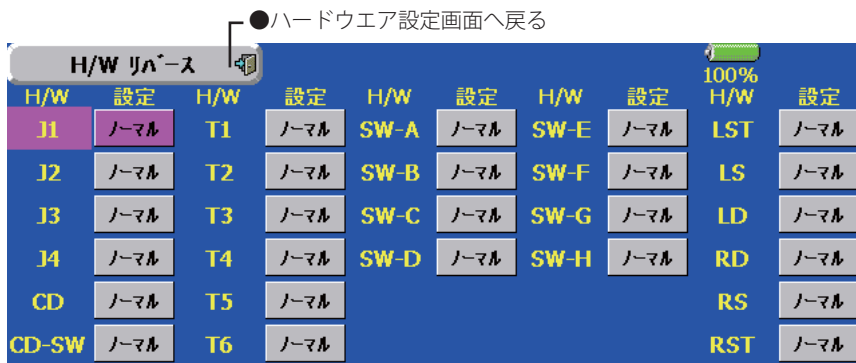 ●ハードウエア設定画面へ戻る
H/W リバース
100%
H/W 設定 H/W 設定 H/W 設定 H/W 設定 H/W 設定
J1 ノーマル T1 ノーマル SW-A ノーマル SW-E ノーマル LST ノーマル
J2 ノーマル T2 ノーマル SW-B ノーマル SW-F ノーマル LS ノーマル
J3 ノーマル T3 ノーマル SW-C ノーマル SW-G ノーマル LD ノーマル
J4 ノーマル T4 ノーマル SW-D ノーマル SW-H ノーマル RD ノーマル
CD ノーマル T5 ノーマル RS ノーマル
CD-SW ノーマル T6 ノーマル RST ノーマル